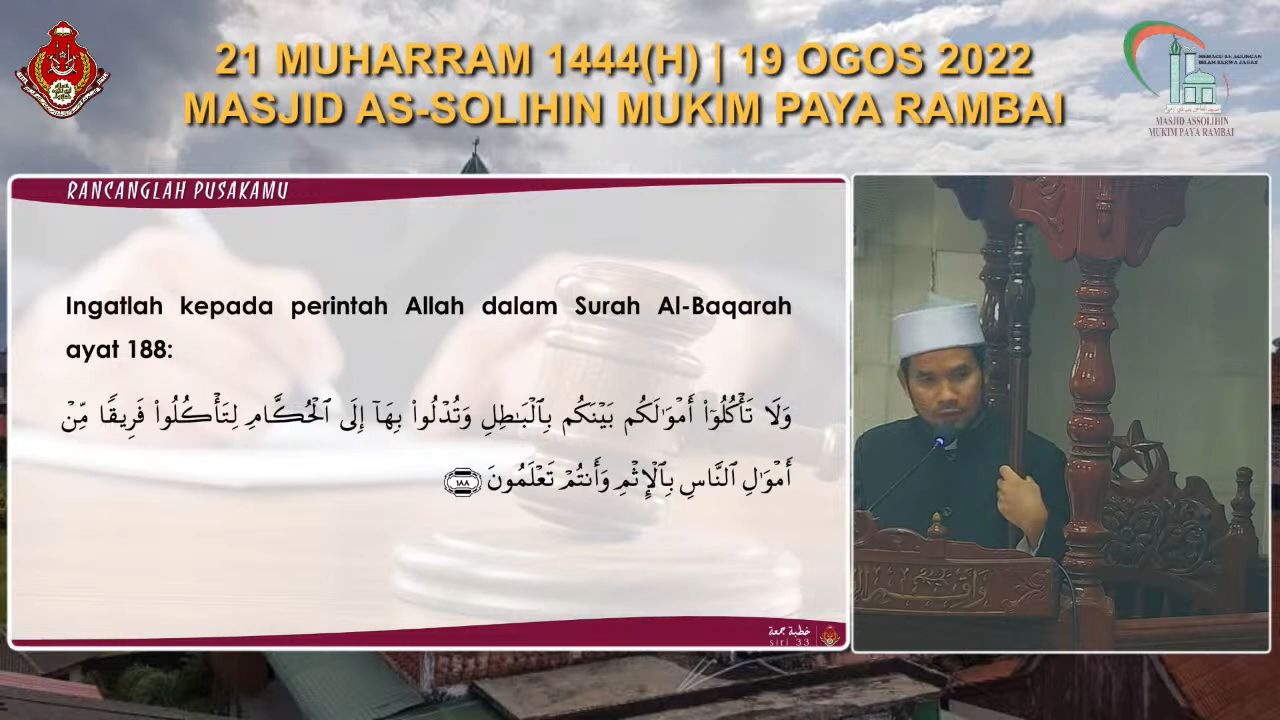 21 MUHARRAM 1444(H) | 19 OGOS 2022
MASJID AS-SOLIHIN MUKIM PAYA RAMBAI
MASJID ASSOLIHIN
MUKIM PAYA RAMBAI
RANCANGLAH PUSAKAMU
Ingatlah kepada perintah Allah dalam Surah Al-Baqarah
ayat 188:
وَلَا تَأۡكُلُوٓاْ أَمۡوَٰلَكُم بَيۡنَكُم بِٱلۡبَٰطِلِ وَتُدۡلُواْ بِهَآ إِلَى ٱلۡحُكَّامِ لِتَأۡكُلُواْ فَرِيقٗا مِّنۡ
أَمۡوَٰلِ ٱلنَّاسِ بِٱلۡإِثۡمِ وَأَنتُمۡ تَعۡلَمُونَ ١٨٨
خطبة جمعة
siri 33